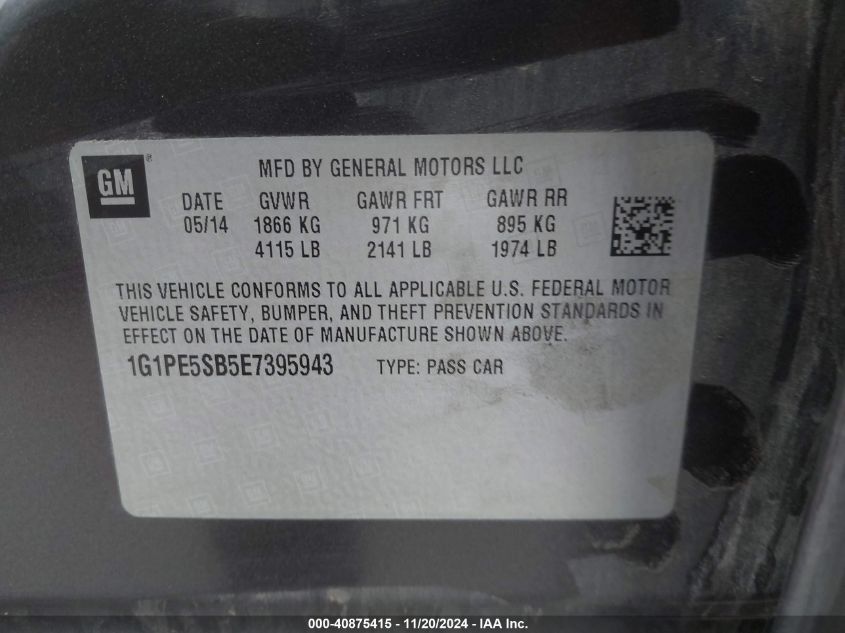 GM ®
MFD BY GENERAL MOTORS LLC
DATE GVWR GAWR FRT GAWR RR
05/14 1866 KG 971 KG 895 KG
4115 LB 2141 LB 1974 LB
THIS VEHICLE CONFORMS TO ALL APPLICABLE U.S. FEDERAL MOTOR
VEHICLE SAFETY, BUMPER, AND THEFT PREVENTION STANDARDS IN
EFFECT ON THE DATE OF MANUFACTURE SHOWN ABOVE.
1G1PE5SB5E7395943 TYPE: PASS CAR
000-40875415 - 11/20/2024 - IAA Inc.